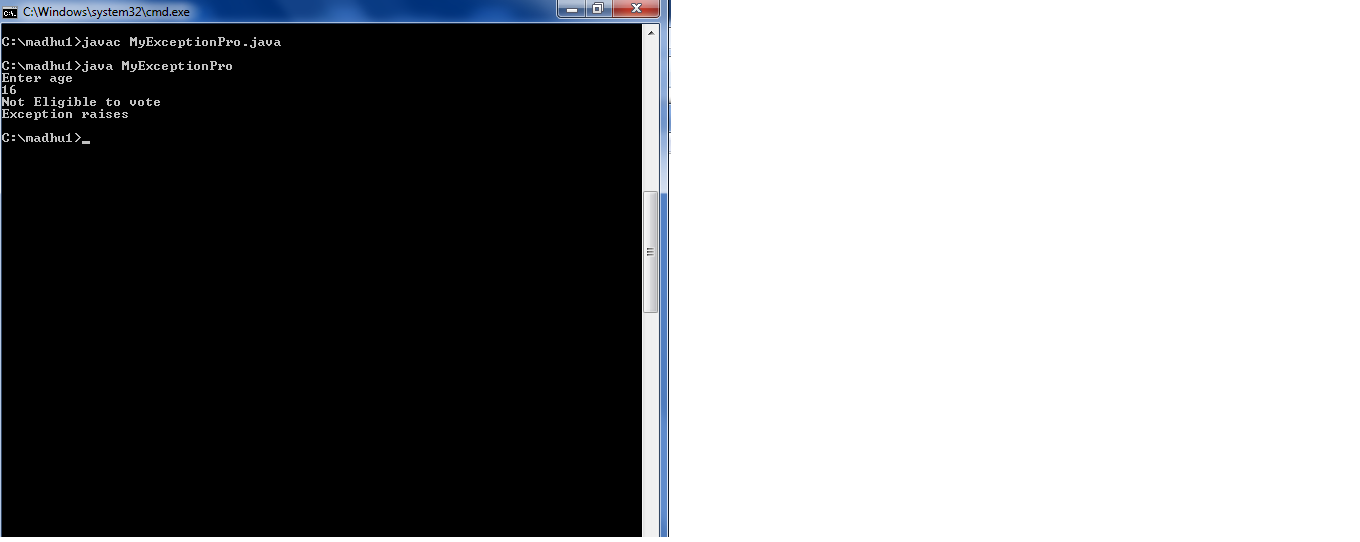 C:\Windows\system32\cmd.exe
C:\madhu1>javac MyExceptionPro.java
C:\madhu1>java MyExceptionPro
Enter age
16
Not Eligible to vote
Exception raises
C:\madhu1>_